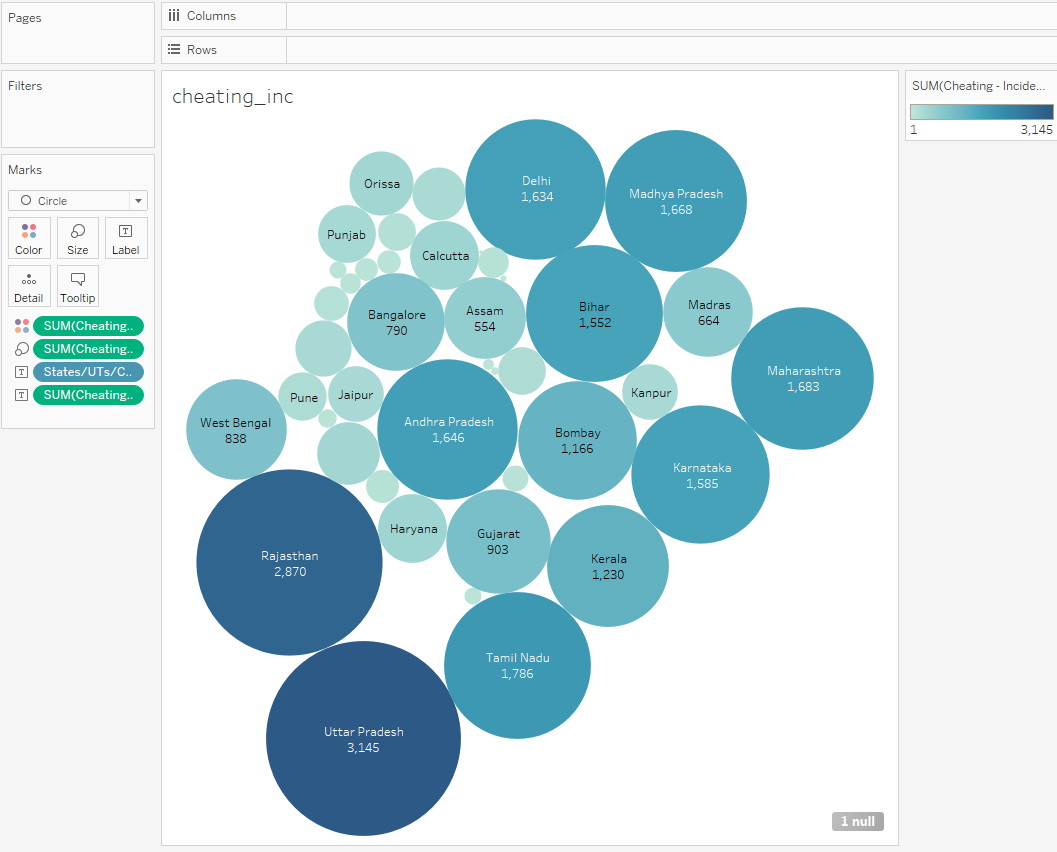 Pages
Columns
Rows
Filters
Marks
Circle
Color
Size
Label
Detail
Tooltip
SUM(Cheating..
SUM(Cheating..
States/UTs/C..
SUM(Cheating..
cheating_inc
Orissa
Delhi
1,634
Madhya Pradesh
1,668
Punjab
Calcutta
Bangalore
790
Assam
554
Bihar
1,552
Madras
664
Maharashtra
1,683
Pune
Jaipur
Kanpur
West Bengal
838
Andhra Pradesh
1,646
Bombay
1,166
Karnataka
1,585
Haryana
Gujarat
903
Rajasthan
2,870
Kerala
1,230
Tamil Nadu
1,786
Uttar Pradesh
3,145
1 null
SUM(Cheating - Incide...
1
3,145